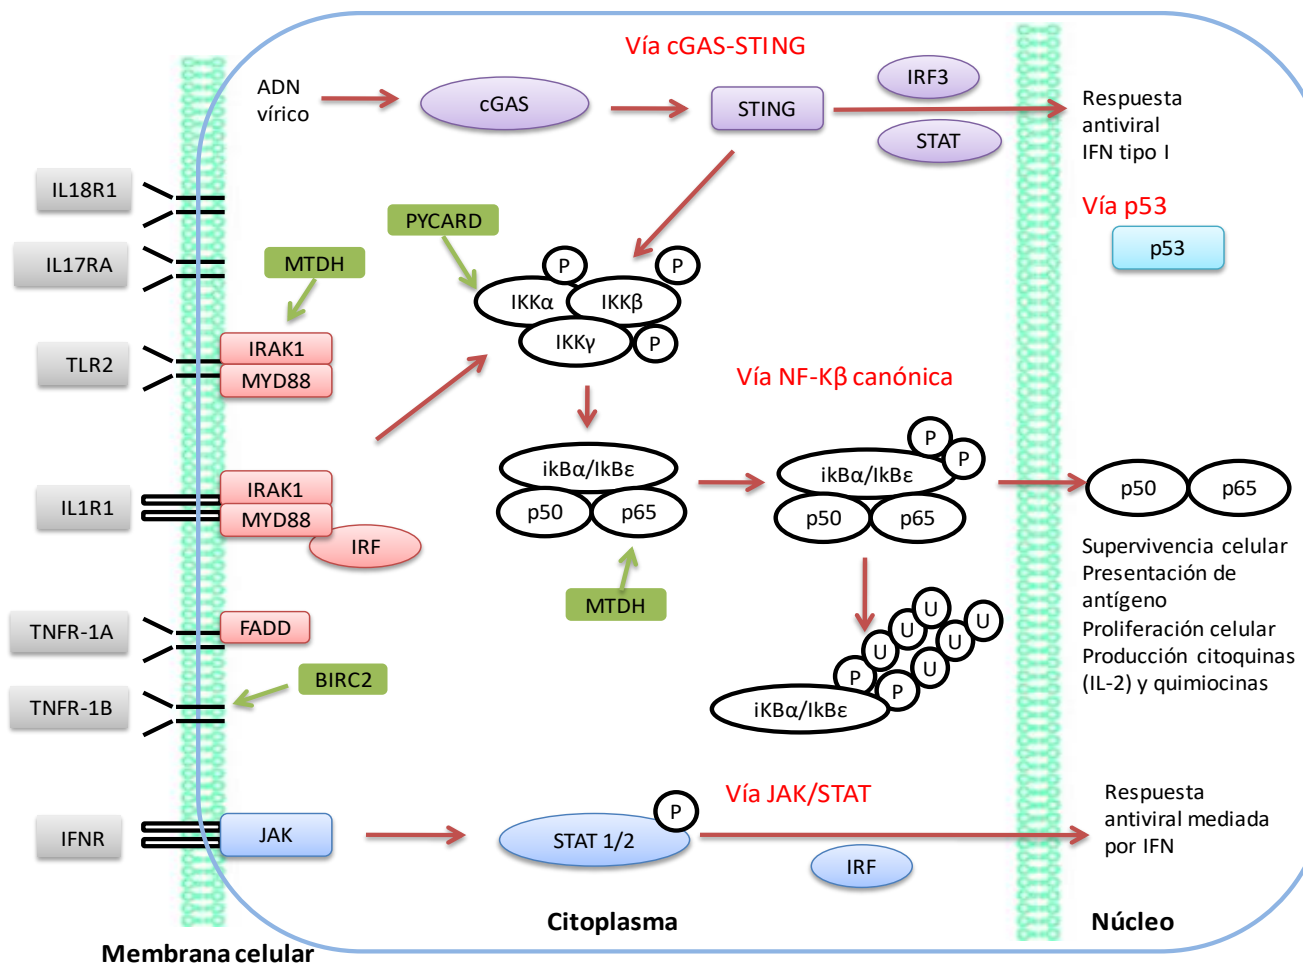 Vía cGAS-STING
ADN
vírico
cGAS
STING
IRF3
STAT
Respuesta
antiviral
IFN tipo I
IL18R1
IL17RA
TLR2
IL1R1
TNFR-1A
TNFR-1B
IFNR
MTDH
IRAK1
MYD88
IRAK1
MYD88
IRF
FADD
BIRC2
JAK
PYCARD
P
P
IKKα
IKKβ
IKKγ
P
Vía p53
p53
Vía NF-Kβ canónica
ikBα/IkBε
p50
p65
MTDH
P
P
ikBα/IkBε
p50
p65
p50
p65
Supervivencia celular
Presentación de
antígeno
Proliferación celular
Producción citoquinas
(IL-2) y quimiocinas
U
U
U
U
U
U
P
P
iKBα/IkBε
Vía JAK/STAT
P
STAT 1/2
IRF
Respuesta
antiviral mediada
por IFN
Citoplasma
Núcleo
Membrana celular